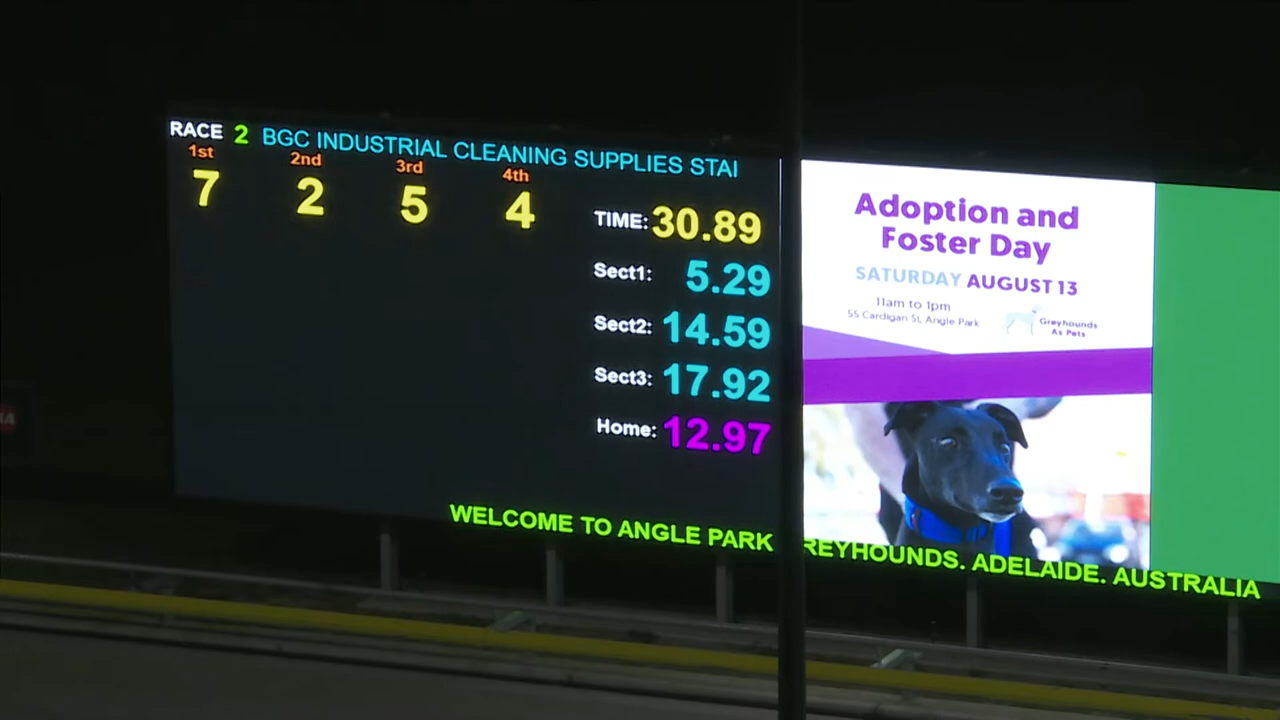 RACE 2 BGC INDUSTRIAL CLEANING SUPPLIES STAI
1st 2nd 3rd 4th
7 2 5 4
TIME: 30.89
Sect1: 5.29
Sect2: 14.59
Sect3: 17.92
Home: 12.97
Adoption and
Foster Day
SATURDAY AUGUST 13
11am to 1pm
55 Cardigan St, Angle Park
Greyhounds
As Pets
WELCOME TO ANGLE PARK REYHOUNDS. ADELAIDE. AUSTRALIA